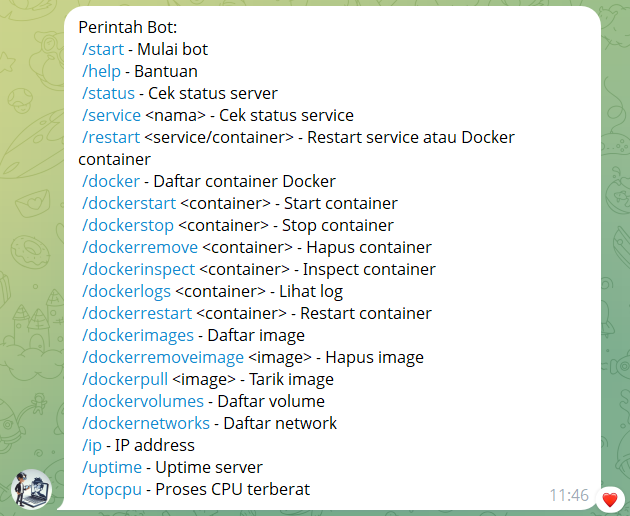 Perintah Bot:
/start - Mulai bot
/help - Bantuan
/status - Cek status server
/service <nama> - Cek status service
/restart <service/container> - Restart service atau Docker
container
/docker - Daftar container Docker
/dockerstart <container> - Start container
/dockerstop <container> - Stop container
/dockerremove <container> - Hapus container
/dockerinspect <container> - Inspect container
/dockerlogs <container> - Lihat log
/dockerrestart <container> - Restart container
/dockerimages - Daftar image
/dockerremoveimage <image> - Hapus image
/dockerpull <image> - Tarik image
/dockervolumes - Daftar volume
/dockernetworks - Daftar network
/ip - IP address
/uptime - Uptime server
/topcpu - Proses CPU terberat
11:46